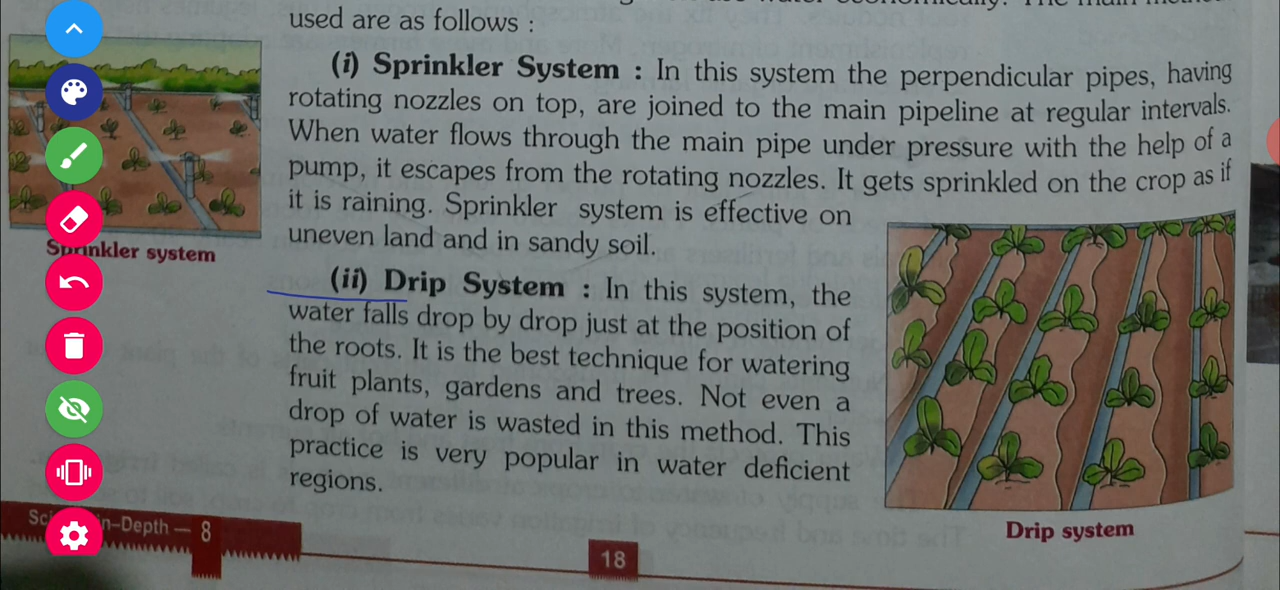 used are as follows :
(i) Sprinkler System : In this system the perpendicular pipes, having
rotating nozzles on top, are joined to the main pipeline at regular intervals.
When water flows through the main pipe under pressure with the help of a
pump, it escapes from the rotating nozzles. It gets sprinkled on the crop as if
it is raining. Sprinkler system is effective on
uneven land and in sandy soil.
Sprinkler system
(ii) Drip System : In this system, the
water falls drop by drop just at the position of
the roots. It is the best technique for watering
fruit plants, gardens and trees. Not even a
drop of water is wasted in this method. This
practice is very popular in water deficient
regions.
Drip system
n-Depth — 8
18